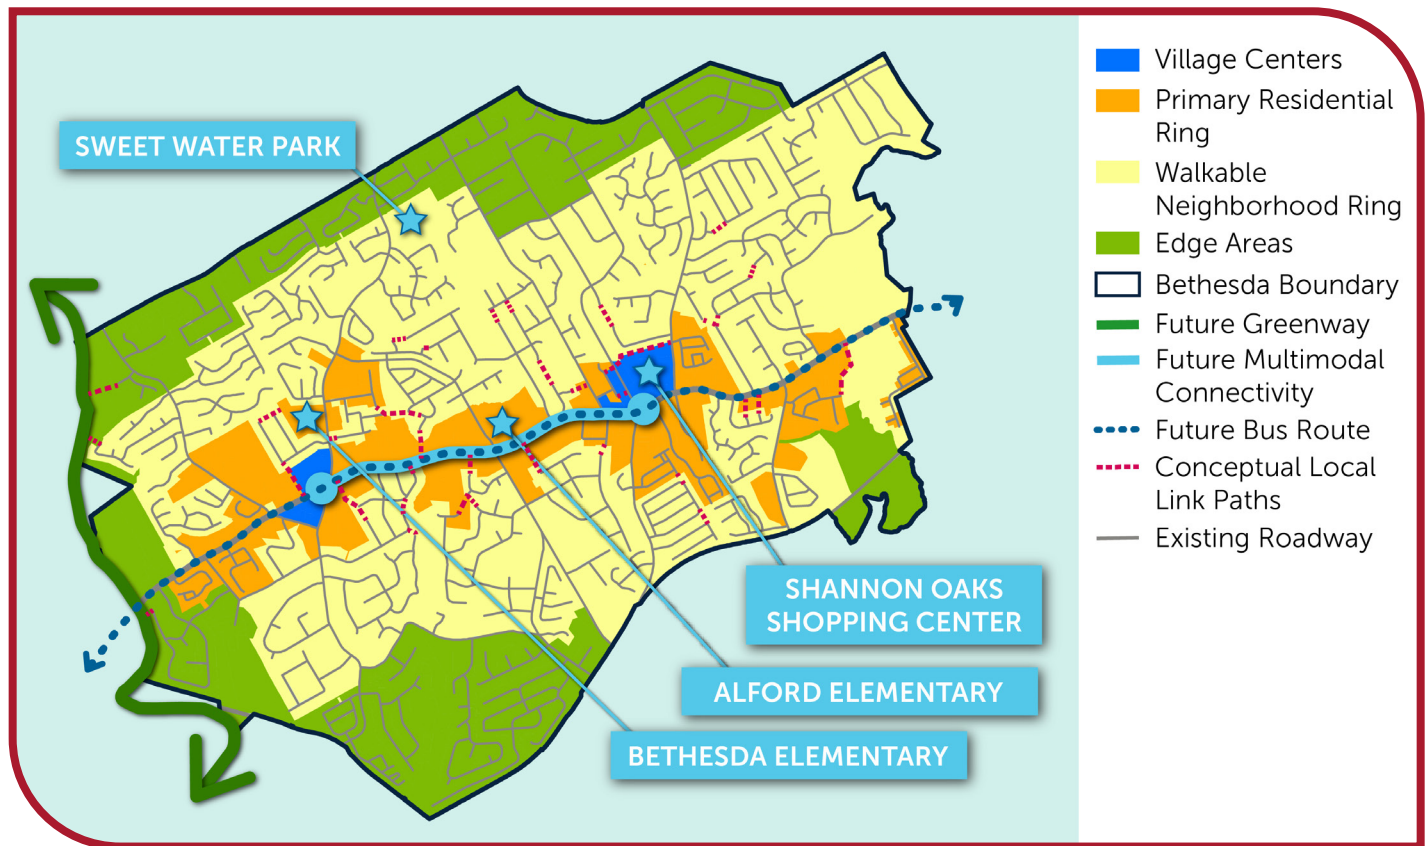 SWEET WATER PARK
SHANNON OAKS
SHOPPING CENTER
ALFORD ELEMENTARY
BETHESDA ELEMENTARY
Village Centers
Primary Residential
Ring
Walkable
Neighborhood Ring
Edge Areas
Bethesda Boundary
Future Greenway
Future Multimodal
Connectivity
Future Bus Route
Conceptual Local
Link Paths
Existing Roadway